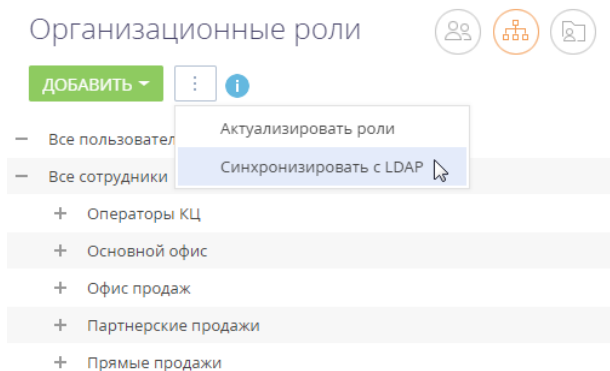 Организационные роли
ДОБАВИТЬ
Актуализировать роли
Все
Синхронизировать с LDAP
Все сотрудники
Операторы КЦ
Основной офис
Офис продаж
Партнерские продажи
Прямые продажи